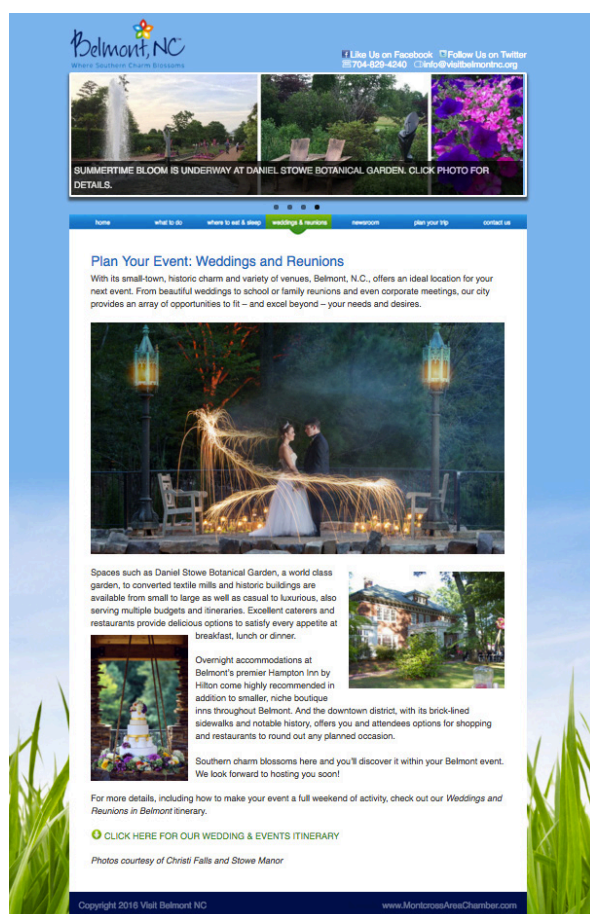 Belmont, NC
Where Southern Charm Blossoms
Like Us on Facebook Follow Us on Twitter
704-829-4240 info@visitbelmontnc.org
SUMMERTIME BLOOM IS UNDERWAY AT DANIEL STOWE BOTANICAL GARDEN. CLICK PHOTO FOR
DETAILS.
home what to do where to eat & sleep weddings & reunions newsroom plan your trip contact us
Plan Your Event: Weddings and Reunions
With its small-town, historic charm and variety of venues, Belmont, N.C., offers an ideal location for your
next event. From beautiful weddings to school or family reunions and even corporate meetings, our city
provides an array of opportunities to fit – and excel beyond – your needs and desires.
Spaces such as Daniel Stowe Botanical Garden, a world class
garden, to converted textile mills and historic buildings are
available from small to large as well as casual to luxurious, also
serving multiple budgets and itineraries. Excellent caterers and
restaurants provide delicious options to satisfy every appetite at
breakfast, lunch or dinner.
Overnight accommodations at
Belmont's premier Hampton Inn by
Hilton come highly recommended in
addition to smaller, niche boutique
inns throughout Belmont. And the downtown district, with its brick-lined
sidewalks and notable history, offers you and attendees options for shopping
and restaurants to round out any planned occasion.
Southern charm blossoms here and you'll discover it within your Belmont event.
We look forward to hosting you soon!
For more details, including how to make your event a full weekend of activity, check out our Weddings and
Reunions in Belmont itinerary.
CLICK HERE FOR OUR WEDDING & EVENTS ITINERARY
Photos courtesy of Christi Falls and Stowe Manor
Copyright 2016 Visit Belmont NC www.MontcrossAreaChamber.com